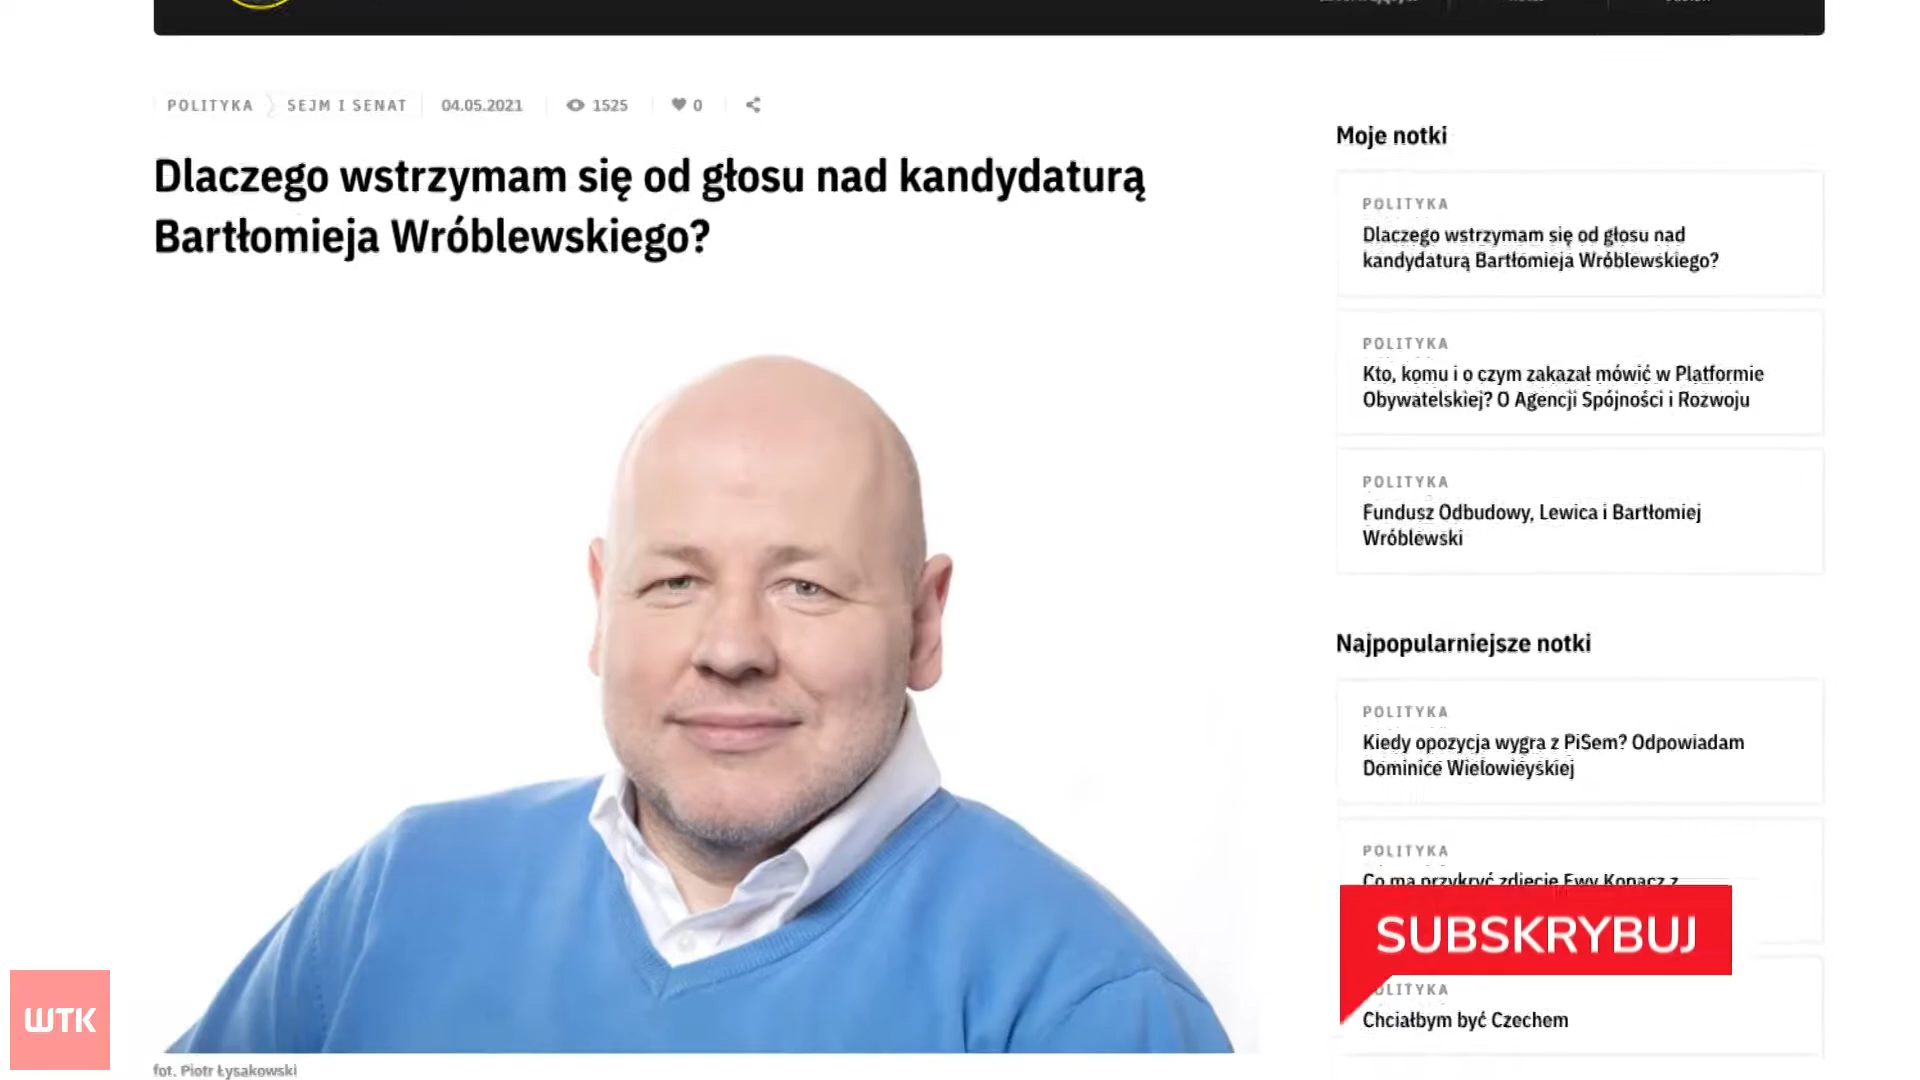 POLITYKA SEJM I SENAT 04.05.2021 1525 0
Dlaczego wstrzymam się od głosu nad kandydaturą
Bartłomieja Wróblewskiego?
fot. Piotr Łysakowski
Moje notki
POLITYKA
Dlaczego wstrzymam się od głosu nad
kandydaturą Bartłomieja Wróblewskiego?
POLITYKA
Kto, komu i o czym zakazał mówić w Platformie
Obywatelskiej? O Agencji Spójności i Rozwoju
POLITYKA
Fundusz Odbudowy, Lewica i Bartłomiej
Wróblewski
Najpopularniejsze notki
POLITYKA
Kiedy opozycja wygra z PiSem? Odpowiadam
Dominice Wielowieyskiej
POLITYKA
Co ma przykryć zdjęcie Ewy Kopacz z
SUBSKRYBUJ
POLITYKA
Chciałbym być Czechem
WTK